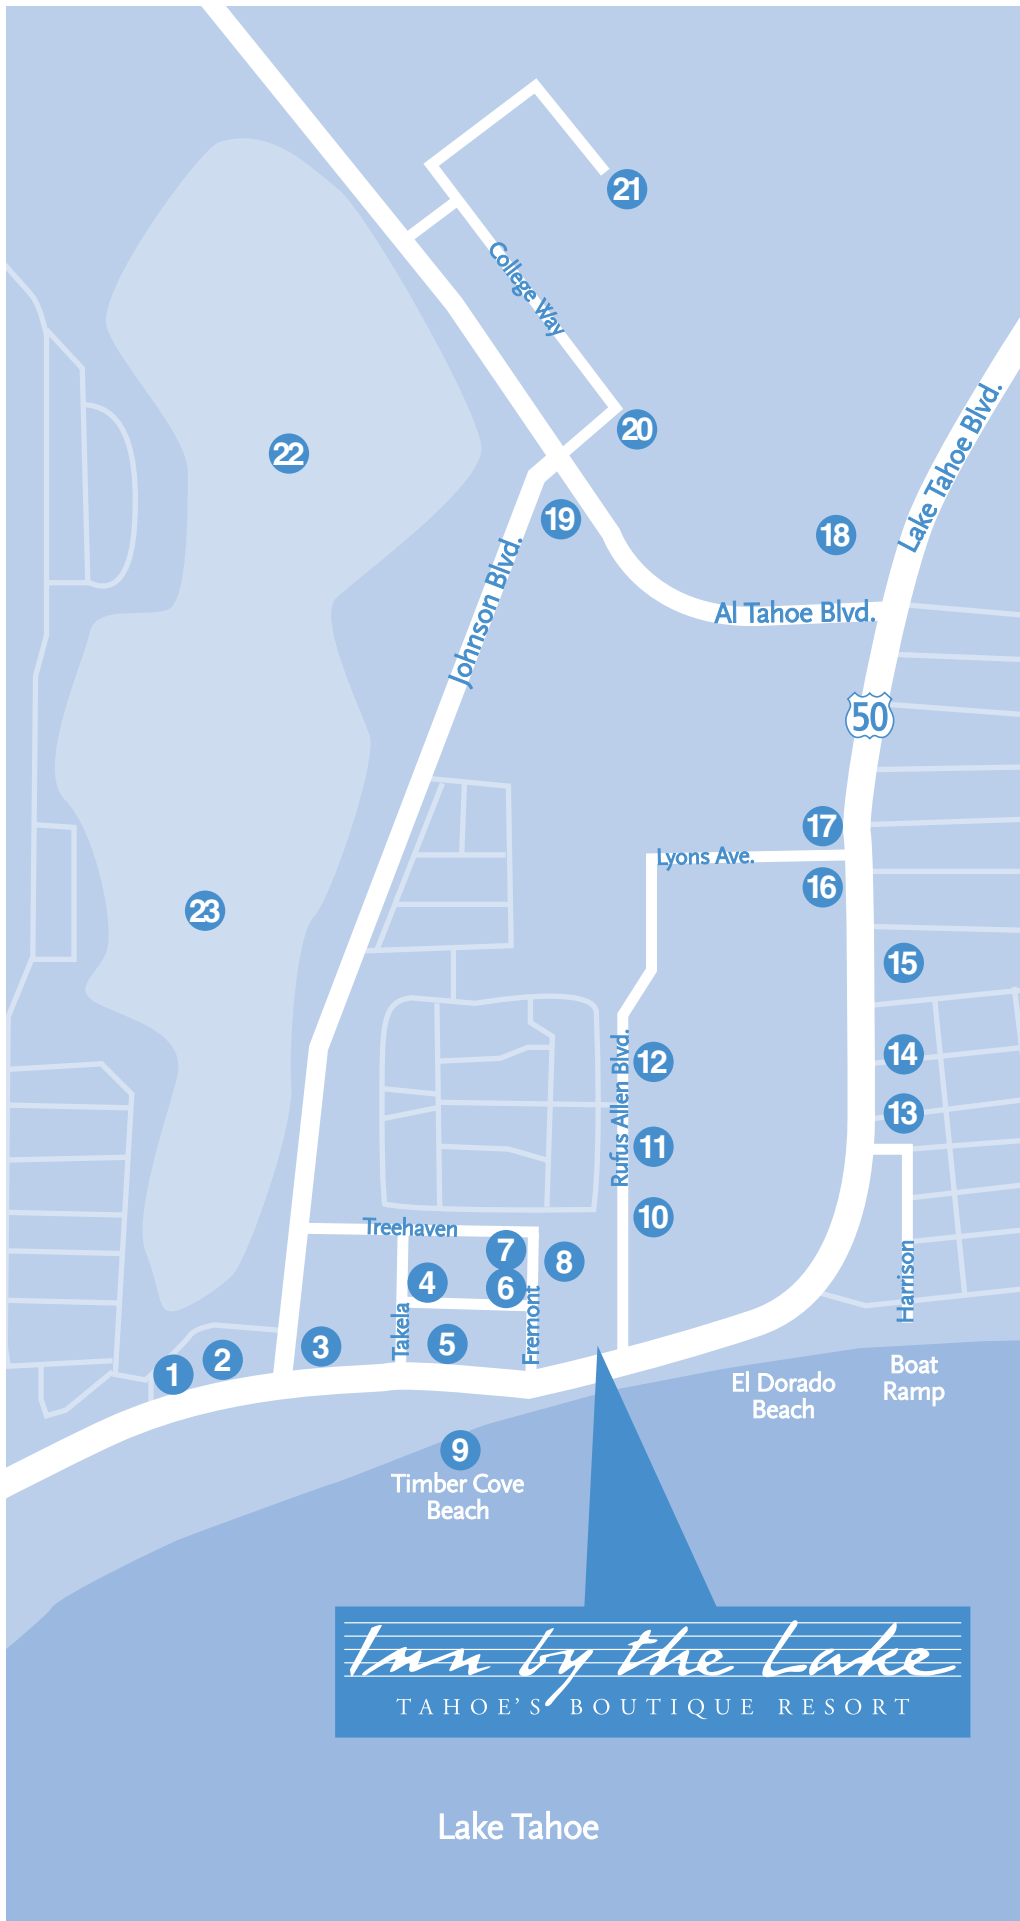 21
College Way
22
20
Lake Tahoe Blvd.
19
18
Johnson Blvd.
Al Tahoe Blvd.
50
17
Lyons Ave.
16
23
15
Rufus Allen Blvd.
12
14
13
11
10
Treehaven
7
8
4
6
Takela
Fremont
Harrison
3
5
2
1
Boat
Ramp
El Dorado
Beach
9
Timber Cove
Beach
Inn by the Lake
TAHOE'S BOUTIQUE RESORT
Lake Tahoe